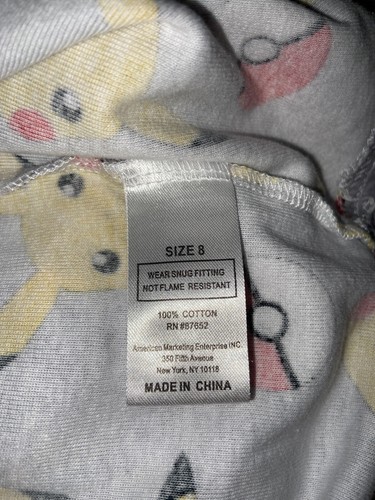 SIZE 8
WEAR SNUG FITTING
NOT FLAME RESISTANT
100% COTTON
RN #87652
American Marketing Enterprise INC.
350 Fifth Avenue
New York, NY 10118
MADE IN CHINA